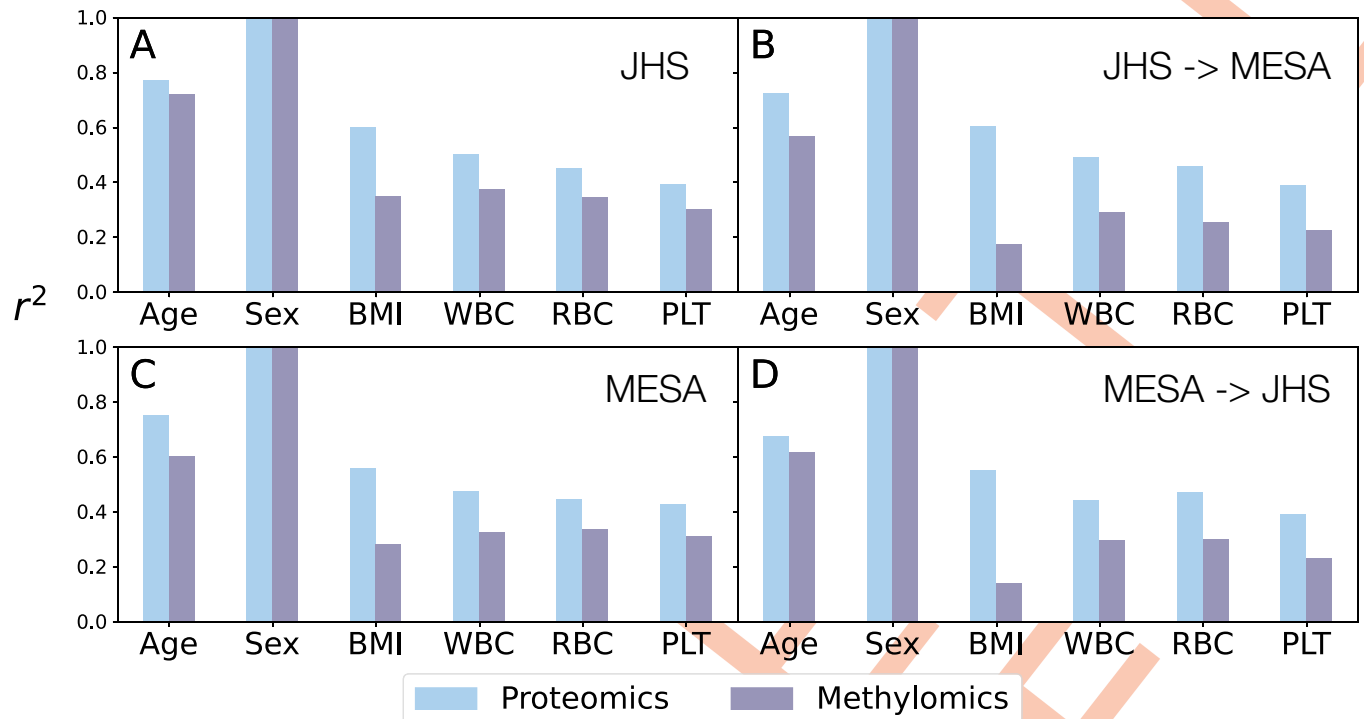 A
JHS
B
JHS -> MESA
1.0
0.8
0.6
0.4
0.2
0.0
Age Sex BMI WBC RBC PLT
Age Sex BMI WBC RBC PLT
r²
C
MESA
D
MESA -> JHS
1.0
0.8
0.6
0.4
0.2
0.0
Age Sex BMI WBC RBC PLT
Age Sex BMI WBC RBC PLT
Proteomics Methylomics